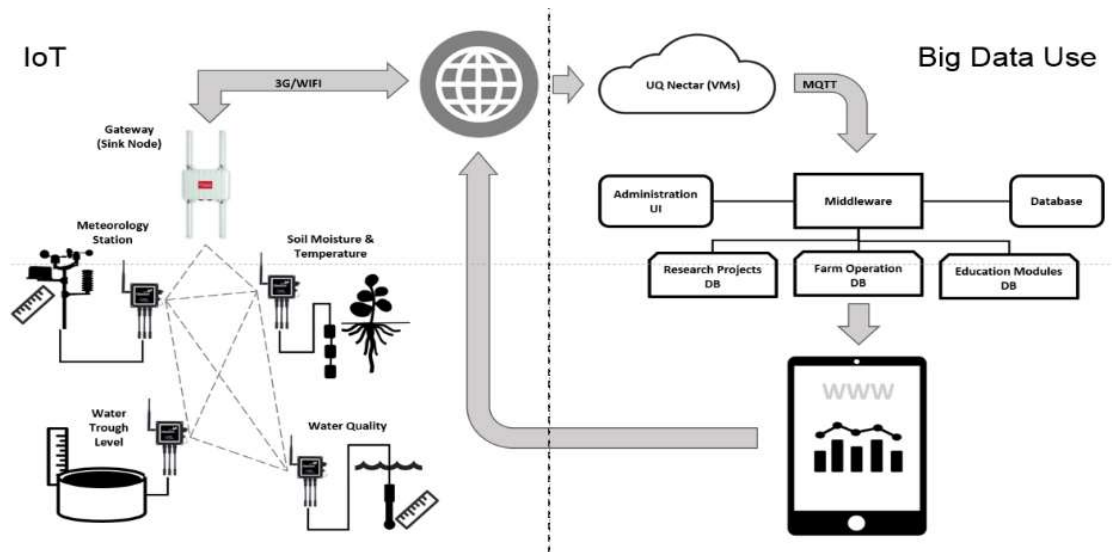 IoT
Big Data Use
3G/WIFI
UQ Nectar (VMs)
MQTT
Gateway
(Sink Node)
Administration
UI
Middleware
Database
Meteorology
Station
Soil Moisture &
Temperature
Research Projects
DB
Farm Operation
DB
Education Modules
DB
www
Water
Trough
Level
Water Quality